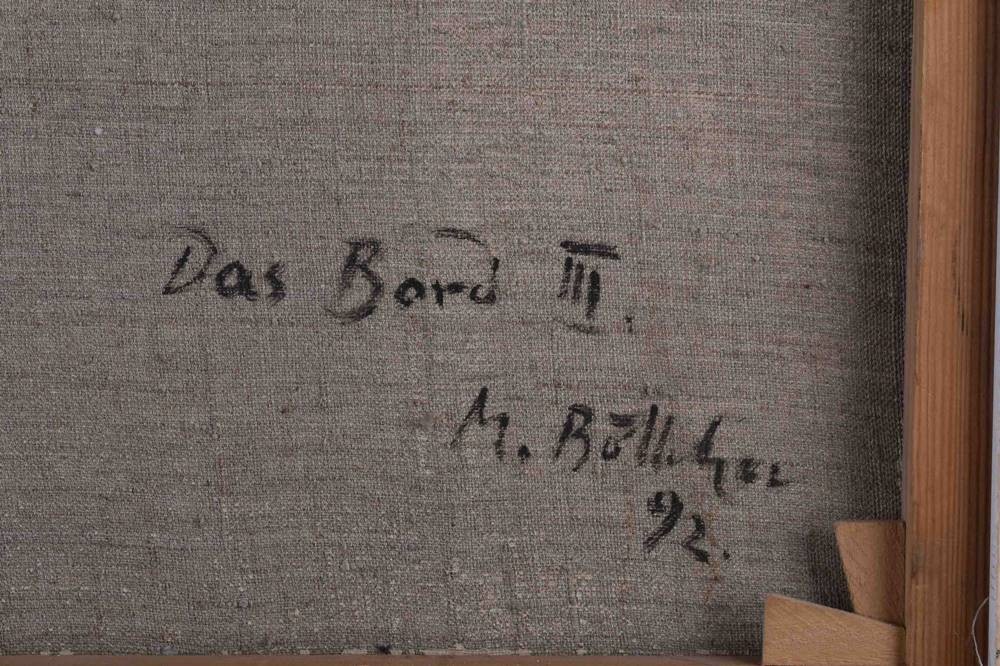 Das Bord III.
M. Böttcher
92.